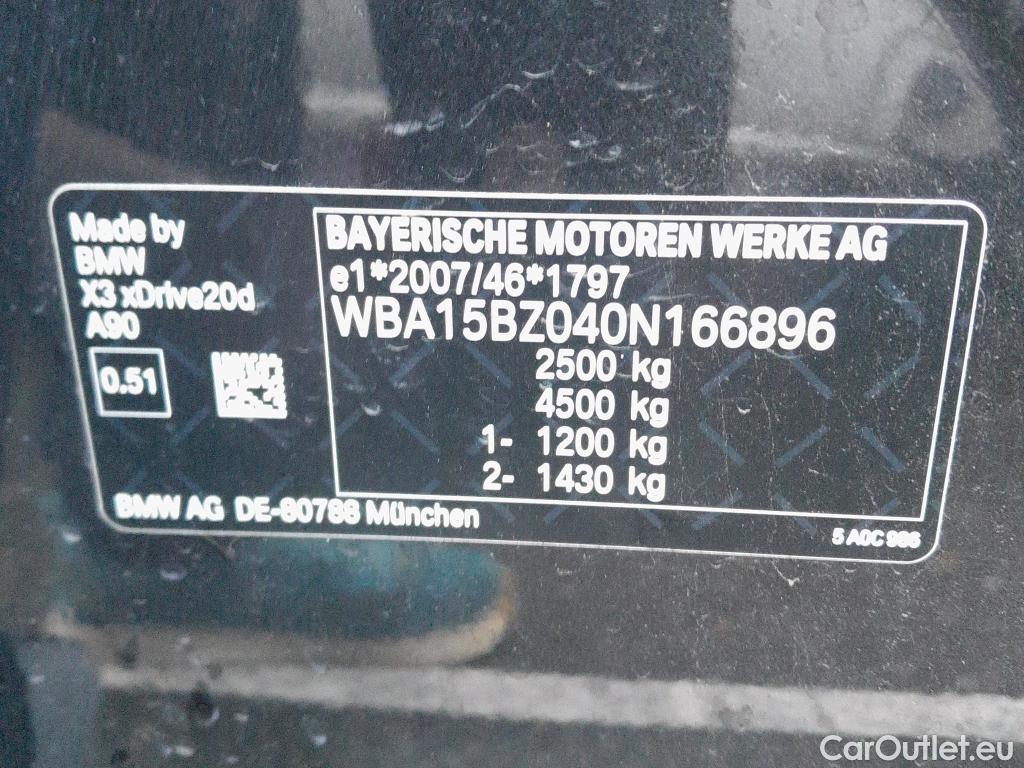 Made by
BMW
X3 xDrive20d
A90
0.51
BAYERISCHE MOTOREN WERKE AG
e1*2007/46*1797
WBA15BZ040N166896
2500 kg
4500 kg
1- 1200 kg
2- 1430 kg
BMW AG DE-80788 München
5 A0C 986
CarOutlet.eu